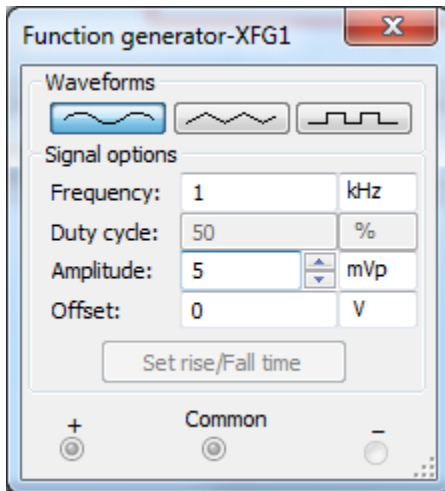 Function generator-XFG1
Waveforms
Signal options
Frequency: 1 kHz
Duty cycle: 50 %
Amplitude: 5 mVp
Offset: 0 V
Set rise/Fall time
+ Common −